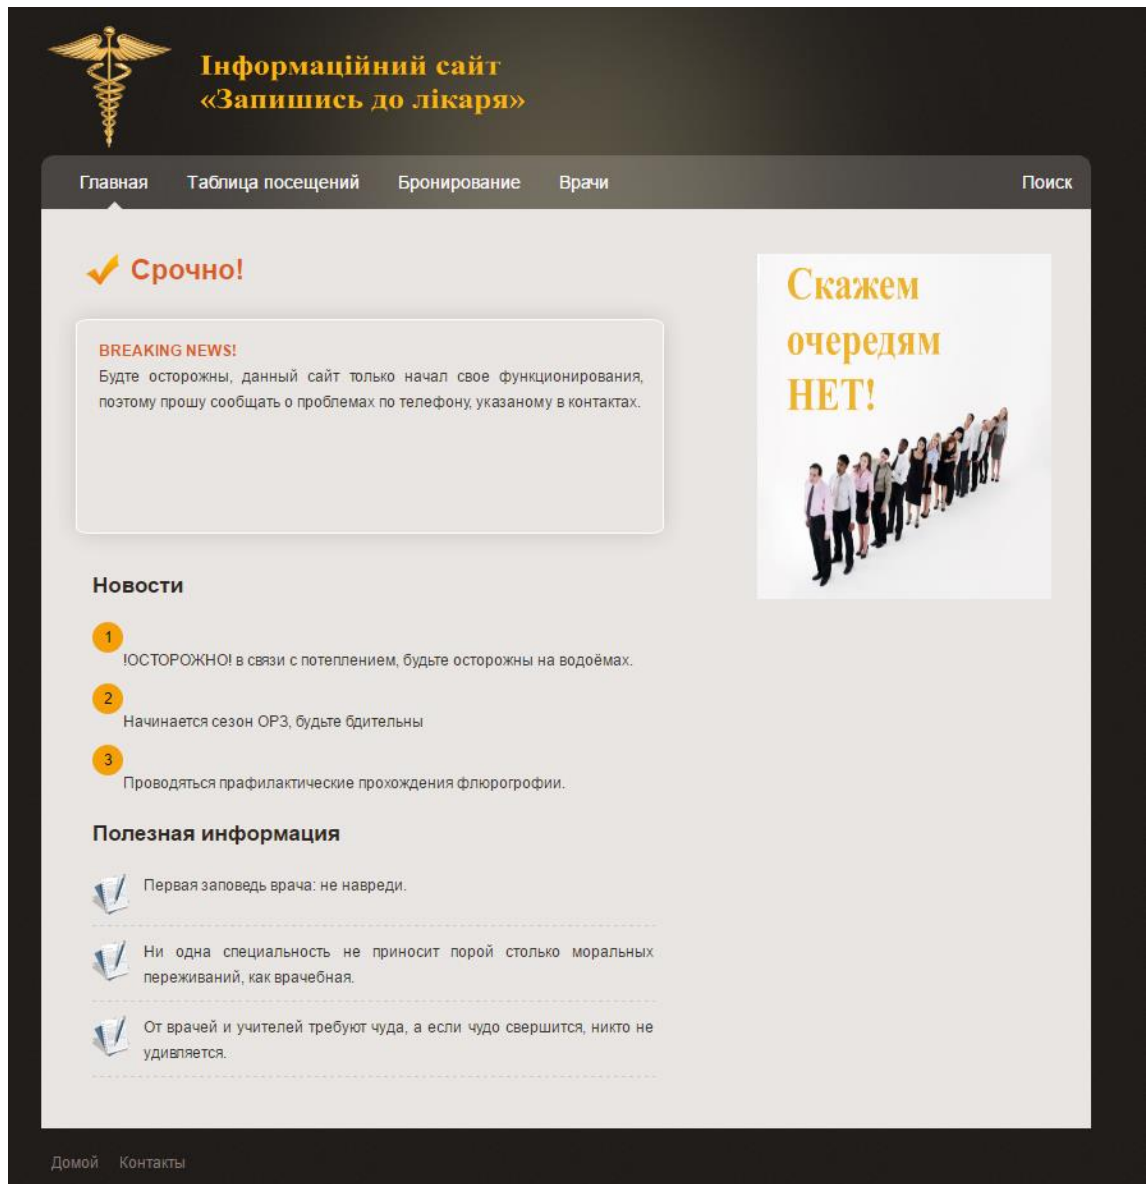 Інформаційний сайт
«Запишись до лікаря»
Главная Таблица посещений Бронирование Врачи Поиск
Срочно!
BREAKING NEWS!
Будте осторожны, данный сайт только начал свое функционирования,
поэтому прошу сообщать о проблемах по телефону, указаному в контактах.
Скажем
очередям
НЕТ!
Новости
1
!ОСТОРОЖНО! в связи с потеплением, будьте осторожны на водоёмах.
2
Начинается сезон ОРЗ, будьте бдительны
3
Проводяться прафилактические прохождения флюрогрофии.
Полезная информация
Первая заповедь врача: не навреди.
Ни одна специальность не приносит порой столько моральных
переживаний, как врачебная.
От врачей и учителей требуют чуда, а если чудо свершится, никто не
удивляется.
Домой Контакты